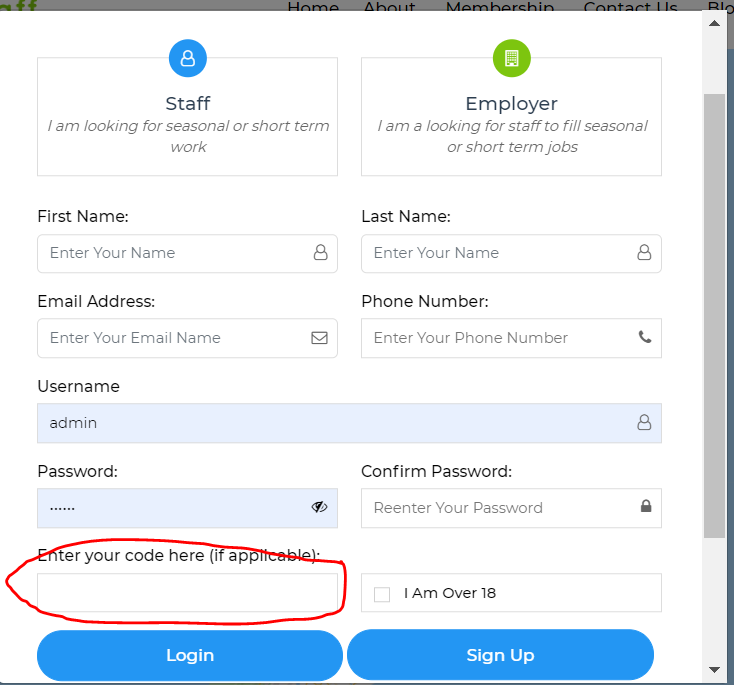 Home About Membership Contact Us Blo
Staff Employer
I am looking for seasonal or short term I am a looking for staff to fill seasonal
work or short term jobs
First Name: Last Name:
Enter Your Name Enter Your Name
Email Address: Phone Number:
Enter Your Email Name Enter Your Phone Number
Username
admin
Password: Confirm Password:
...... Reenter Your Password
Enter your code here (if applicable):
I Am Over 18
Login Sign Up